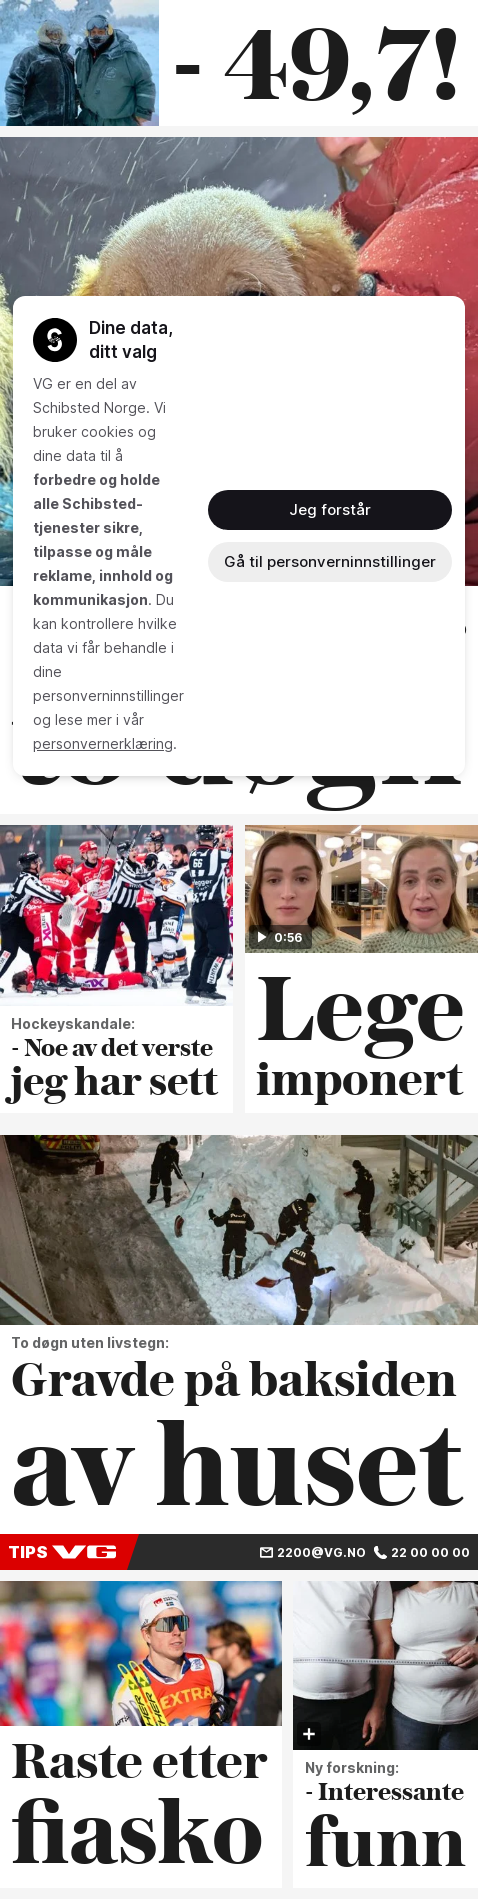 - 49,7!
Dine data,
ditt valg
VG er en del av
Schibsted Norge. Vi
bruker cookies og
dine data til å
forbedre og holde
alle Schibsted-
tjenester sikre,
tilpasse og måle
reklame, innhold og
kommunikasjon. Du
kan kontrollere hvilke
data vi får behandle i
dine
personverninnstillinger
og lese mer i vår
personvernerklæring.
Jeg forstår
Gå til personverninnstillinger
to døgn
66
0:56
Hockeyskandale:
- Noe av det verste
jeg har sett
Lege
imponert
To døgn uten livstegn:
Gravde på baksiden
av huset
TIPS VG 2200@VG.NO 22 00 00 00
EXTRA
Raste etter
fiasko
Ny forskning:
- Interessante
funn